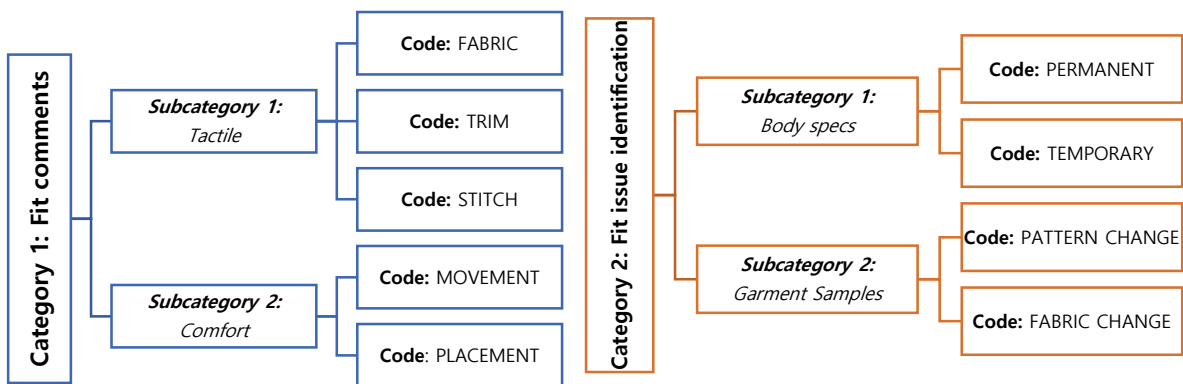 Category 1: Fit comments
Subcategory 1:
Tactile
Code: FABRIC
Code: TRIM
Code: STITCH
Subcategory 2:
Comfort
Code: MOVEMENT
Code: PLACEMENT
Category 2: Fit issue identification
Subcategory 1:
Body specs
Code: PERMANENT
Code: TEMPORARY
Subcategory 2:
Garment Samples
Code: PATTERN CHANGE
Code: FABRIC CHANGE